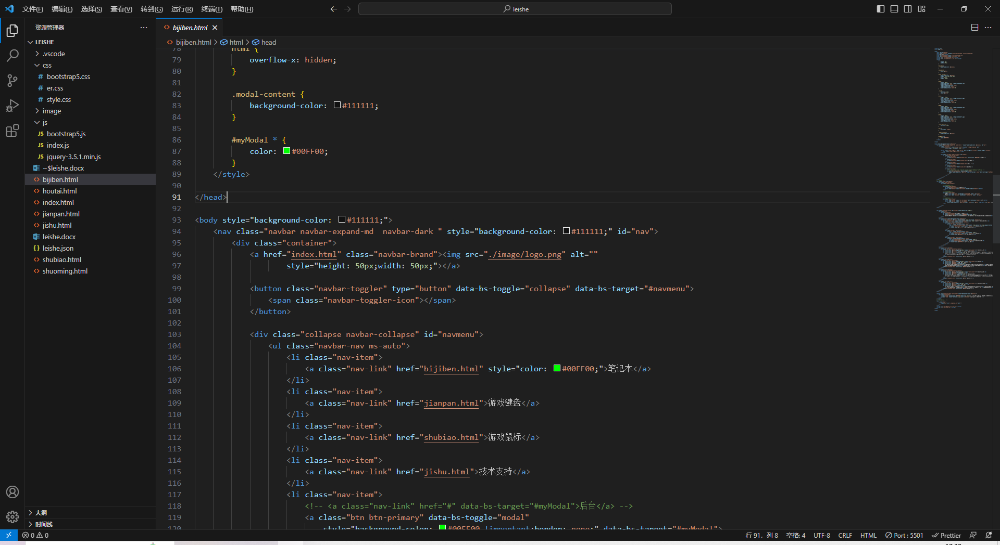 文件(F) 编辑(E) 选择(S) 查看(V) 转到(G) 运行(R) 终端(T) 帮助(H)
leishe
资源管理器
bijiben.html
bijiben.html > html > head
LEISHE
.vscode
css
# bootstrap5.css
# er.css
# style.css
image
js
JS bootstrap5.js
JS index.js
JS jquery-3.5.1.min.js
~$leishe.docx
<> bijiben.html
<> houtai.html
<> index.html
<> jianpan.html
<> jishu.html
leishe.docx
{} leishe.json
<> shubiao.html
<> shuoming.html
大纲
时间线
78 html {
79 overflow-x: hidden;
80 }
81
82 .modal-content {
83 background-color: #111111;
84 }
85
86 #myModal * {
87 color: #00FF00;
88 }
89 </style>
90
91 </head>
92
93 <body style="background-color: #111111;">
94 <nav class="navbar navbar-expand-md  navbar-dark " style="background-color: #111111;" id="nav">
95 <div class="container">
96 <a href="index.html" class="navbar-brand"><img src="./image/logo.png" alt=""
97 style="height: 50px;width: 50px;"></a>
98
99 <button class="navbar-toggler" type="button" data-bs-toggle="collapse" data-bs-target="#navmenu">
100 <span class="navbar-toggler-icon"></span>
101 </button>
102
103 <div class="collapse navbar-collapse" id="navmenu">
104 <ul class="navbar-nav ms-auto">
105 <li class="nav-item">
106 <a class="nav-link" href="bijiben.html" style="color: #00FF00;">笔记本</a>
107 </li>
108 <li class="nav-item">
109 <a class="nav-link" href="jianpan.html">游戏键盘</a>
110 </li>
111 <li class="nav-item">
112 <a class="nav-link" href="shubiao.html">游戏鼠标</a>
113 </li>
114 <li class="nav-item">
115 <a class="nav-link" href="jishu.html">技术支持</a>
116 </li>
117 <li class="nav-item">
118 <!-- <a class="nav-link" href="#" data-bs-target="#myModal">后台</a> -->
119 <a class="btn btn-primary" data-bs-toggle="modal"
120 style="background-color: #00FF00 !important;border: none;" data-bs-target="#myModal">
0 0
行 91，列 8 空格: 4 UTF-8 CRLF HTML Port : 5501 Prettier